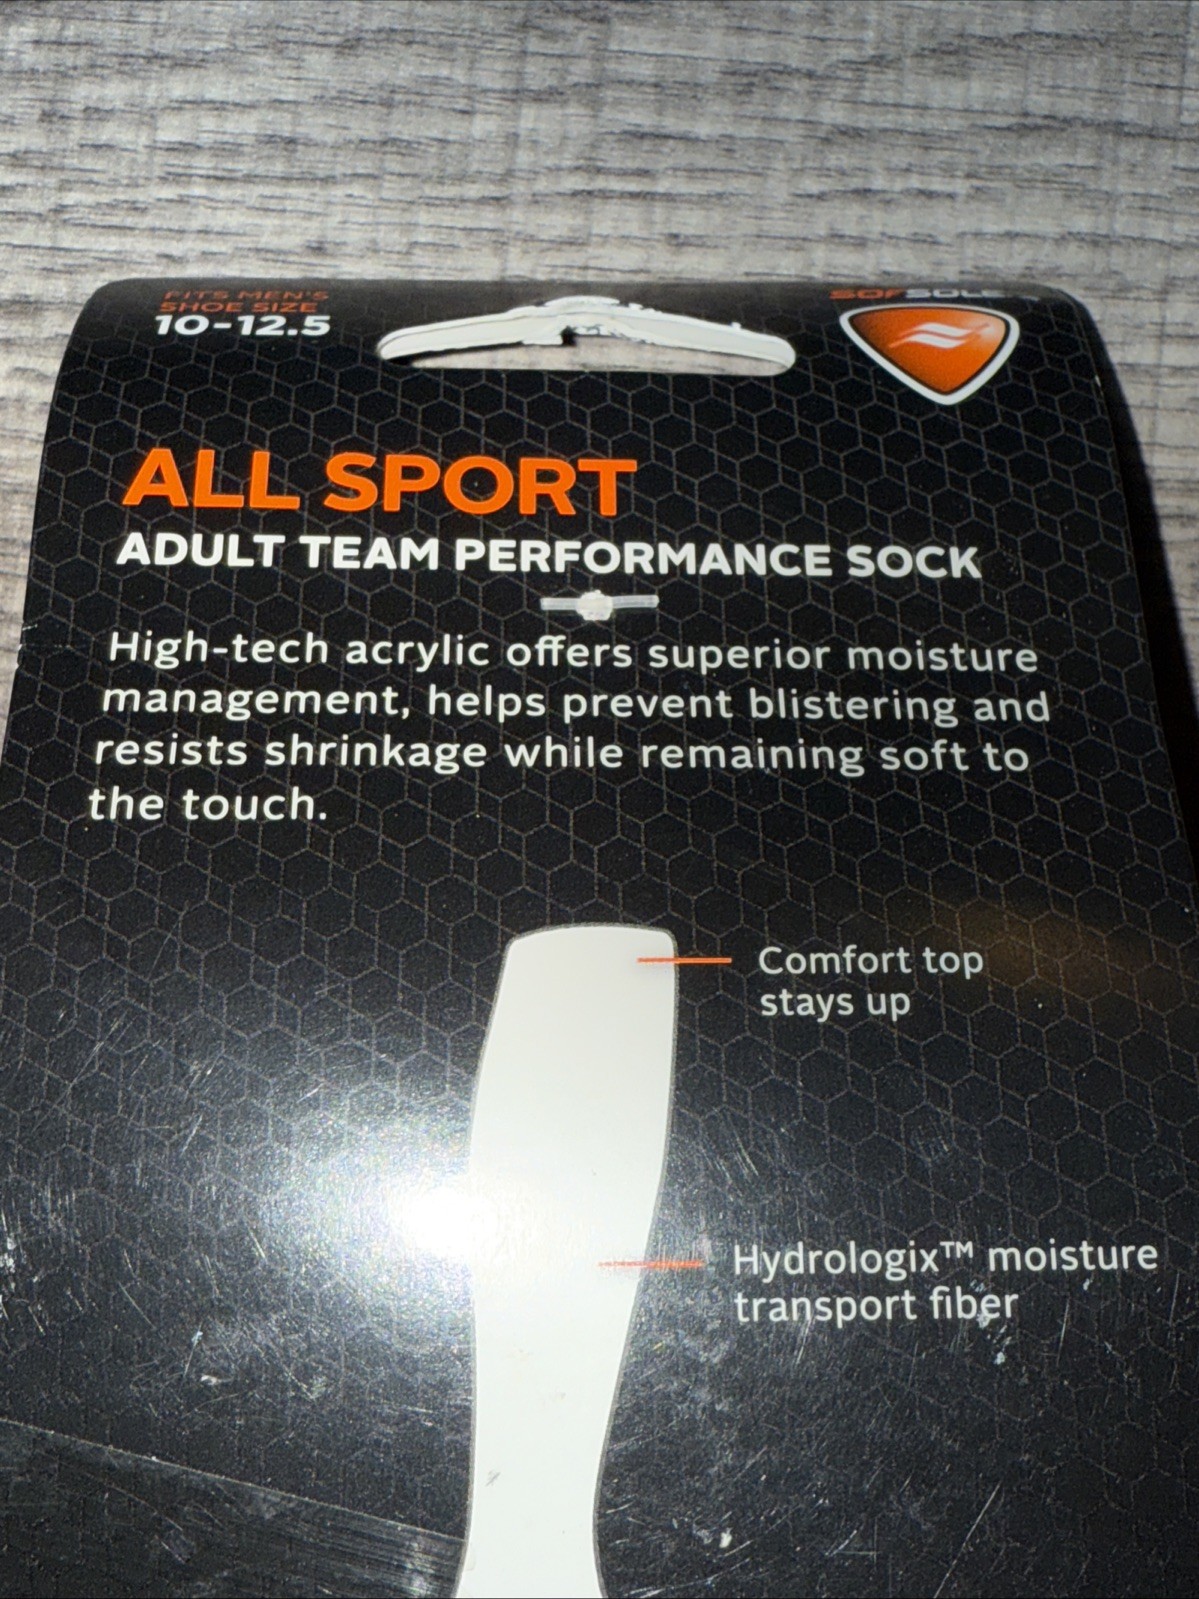 FITS MEN'S
SHOE SIZE
10-12.5
SOFSOLE
ALL SPORT
ADULT TEAM PERFORMANCE SOCK
High-tech acrylic offers superior moisture
management, helps prevent blistering and
resists shrinkage while remaining soft to
the touch.
Comfort top
stays up
Hydrologix™ moisture
transport fiber